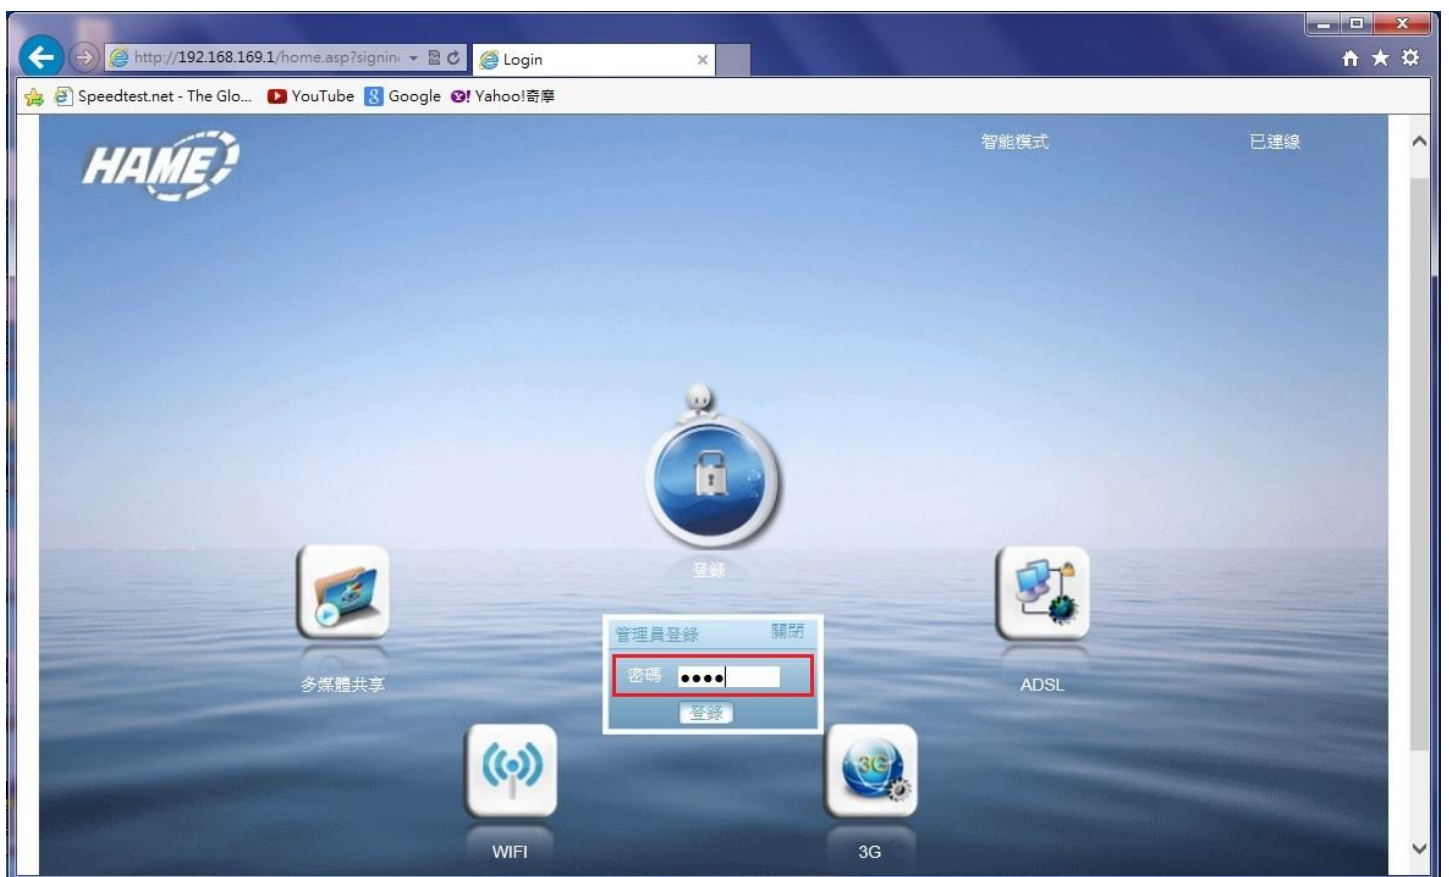 http://192.168.169.1/home.asp?signin
Login
Speedtest.net - The Glo...
YouTube
Google
Yahoo!奇摩
HAME
智能模式
已連線
登錄
管理員登錄
關閉
密碼
登錄
多媒體共享
ADSL
3G
WIFI
3G